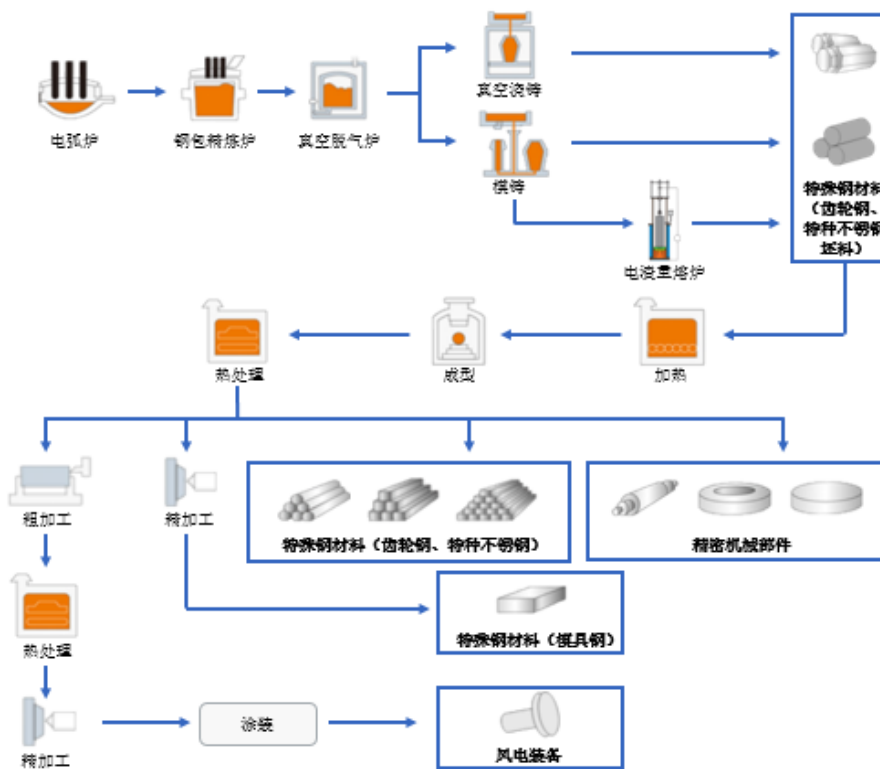 真空浇铸
电弧炉
钢包精炼炉
真空脱气炉
模铸
特殊钢材料
（齿轮钢、
特种不锈钢
坯料）
电渣重熔炉
热处理
成型
加热
粗加工
精加工
特殊钢材料（齿轮钢、特种不锈钢）
精密机械部件
热处理
特殊钢材料（模具钢）
精加工
涂装
风电装备